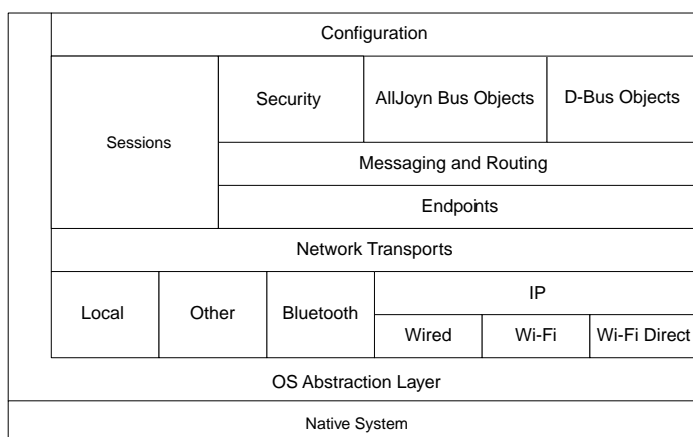 Configuration
Security
AllJoyn Bus Objects
D-Bus Objects
Sessions
Messaging and Routing
Endpoints
Network Transports
Local
Other
Bluetooth
IP
Wired
Wi-Fi
Wi-Fi Direct
OS Abstraction Layer
Native System